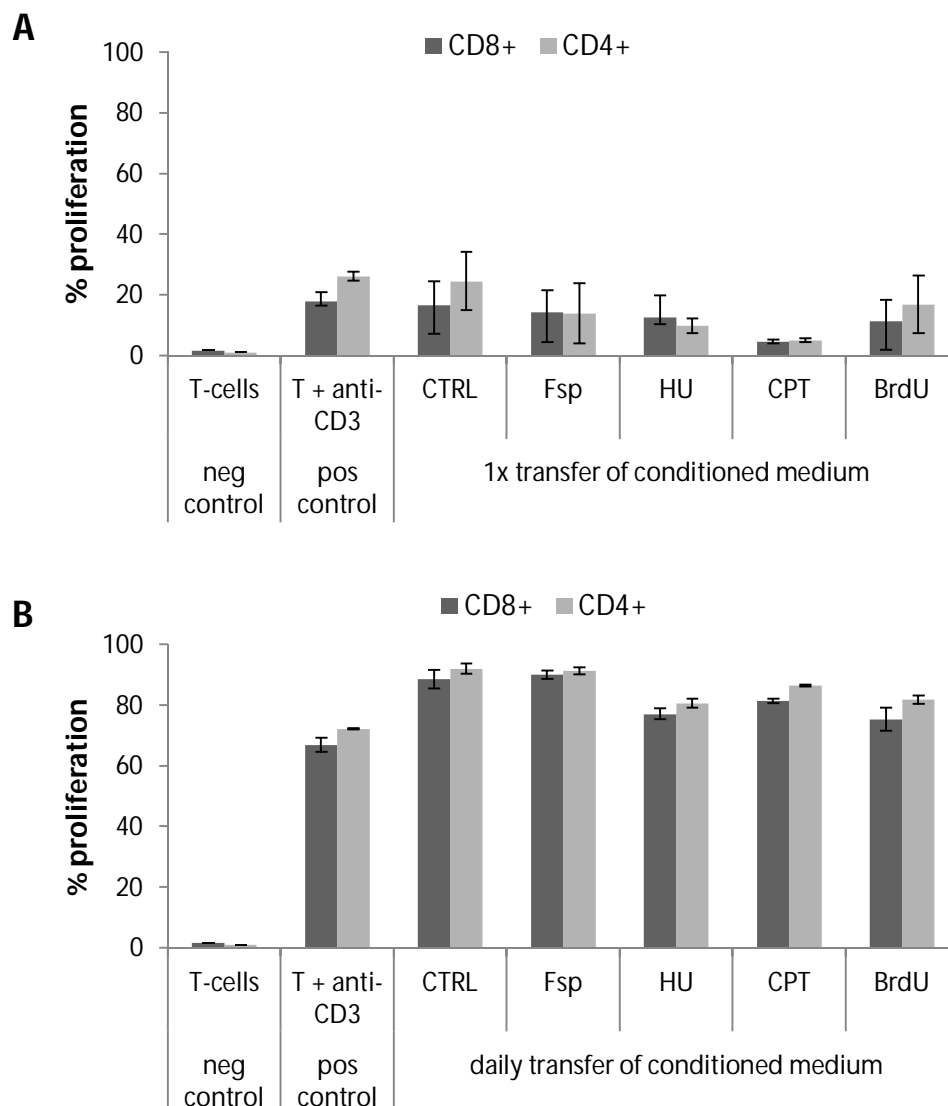 A
CD8+ CD4+
100
80
60
40
20
0
% proliferation
T-cells T + anti-CD3 CTRL Fsp HU CPT BrdU
neg control pos control 1x transfer of conditioned medium
B
CD8+ CD4+
100
80
60
40
20
0
% proliferation
T-cells T + anti-CD3 CTRL Fsp HU CPT BrdU
neg control pos control daily transfer of conditioned medium